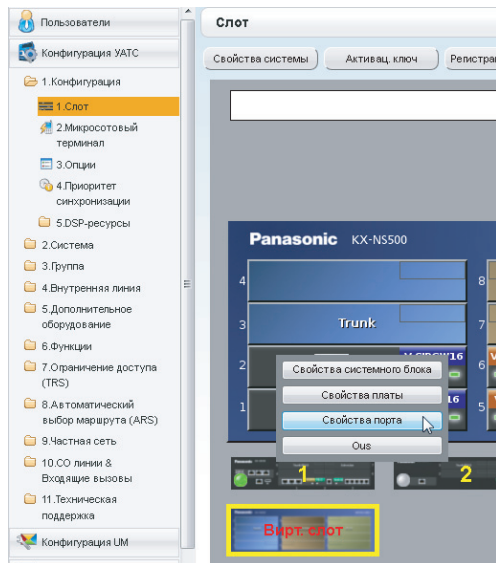 Пользователи
Конфигурация УАТС
1.Конфигурация
1.Слот
2.Микросотовый
терминал
3.Опции
4.Приоритет
синхронизации
5.DSP-ресурсы
2.Система
3.Группа
4.Внутренняя линия
5.Дополнительное
оборудование
6.Функции
7.Ограничение доступа
(TRS)
8.Автоматический
выбор маршрута (ARS)
9.Частная сеть
10.CO линии &
Входящие вызовы
11.Техническая
поддержка
Конфигурация UM
Слот
Свойства системы
Активац. ключ
Panasonic KX-NS500
4
8
3
Trunk
7
2
6
1
16
5
Свойства системного блока
Свойства платы
Свойства порта
Ous
1
2
Вирт. слот